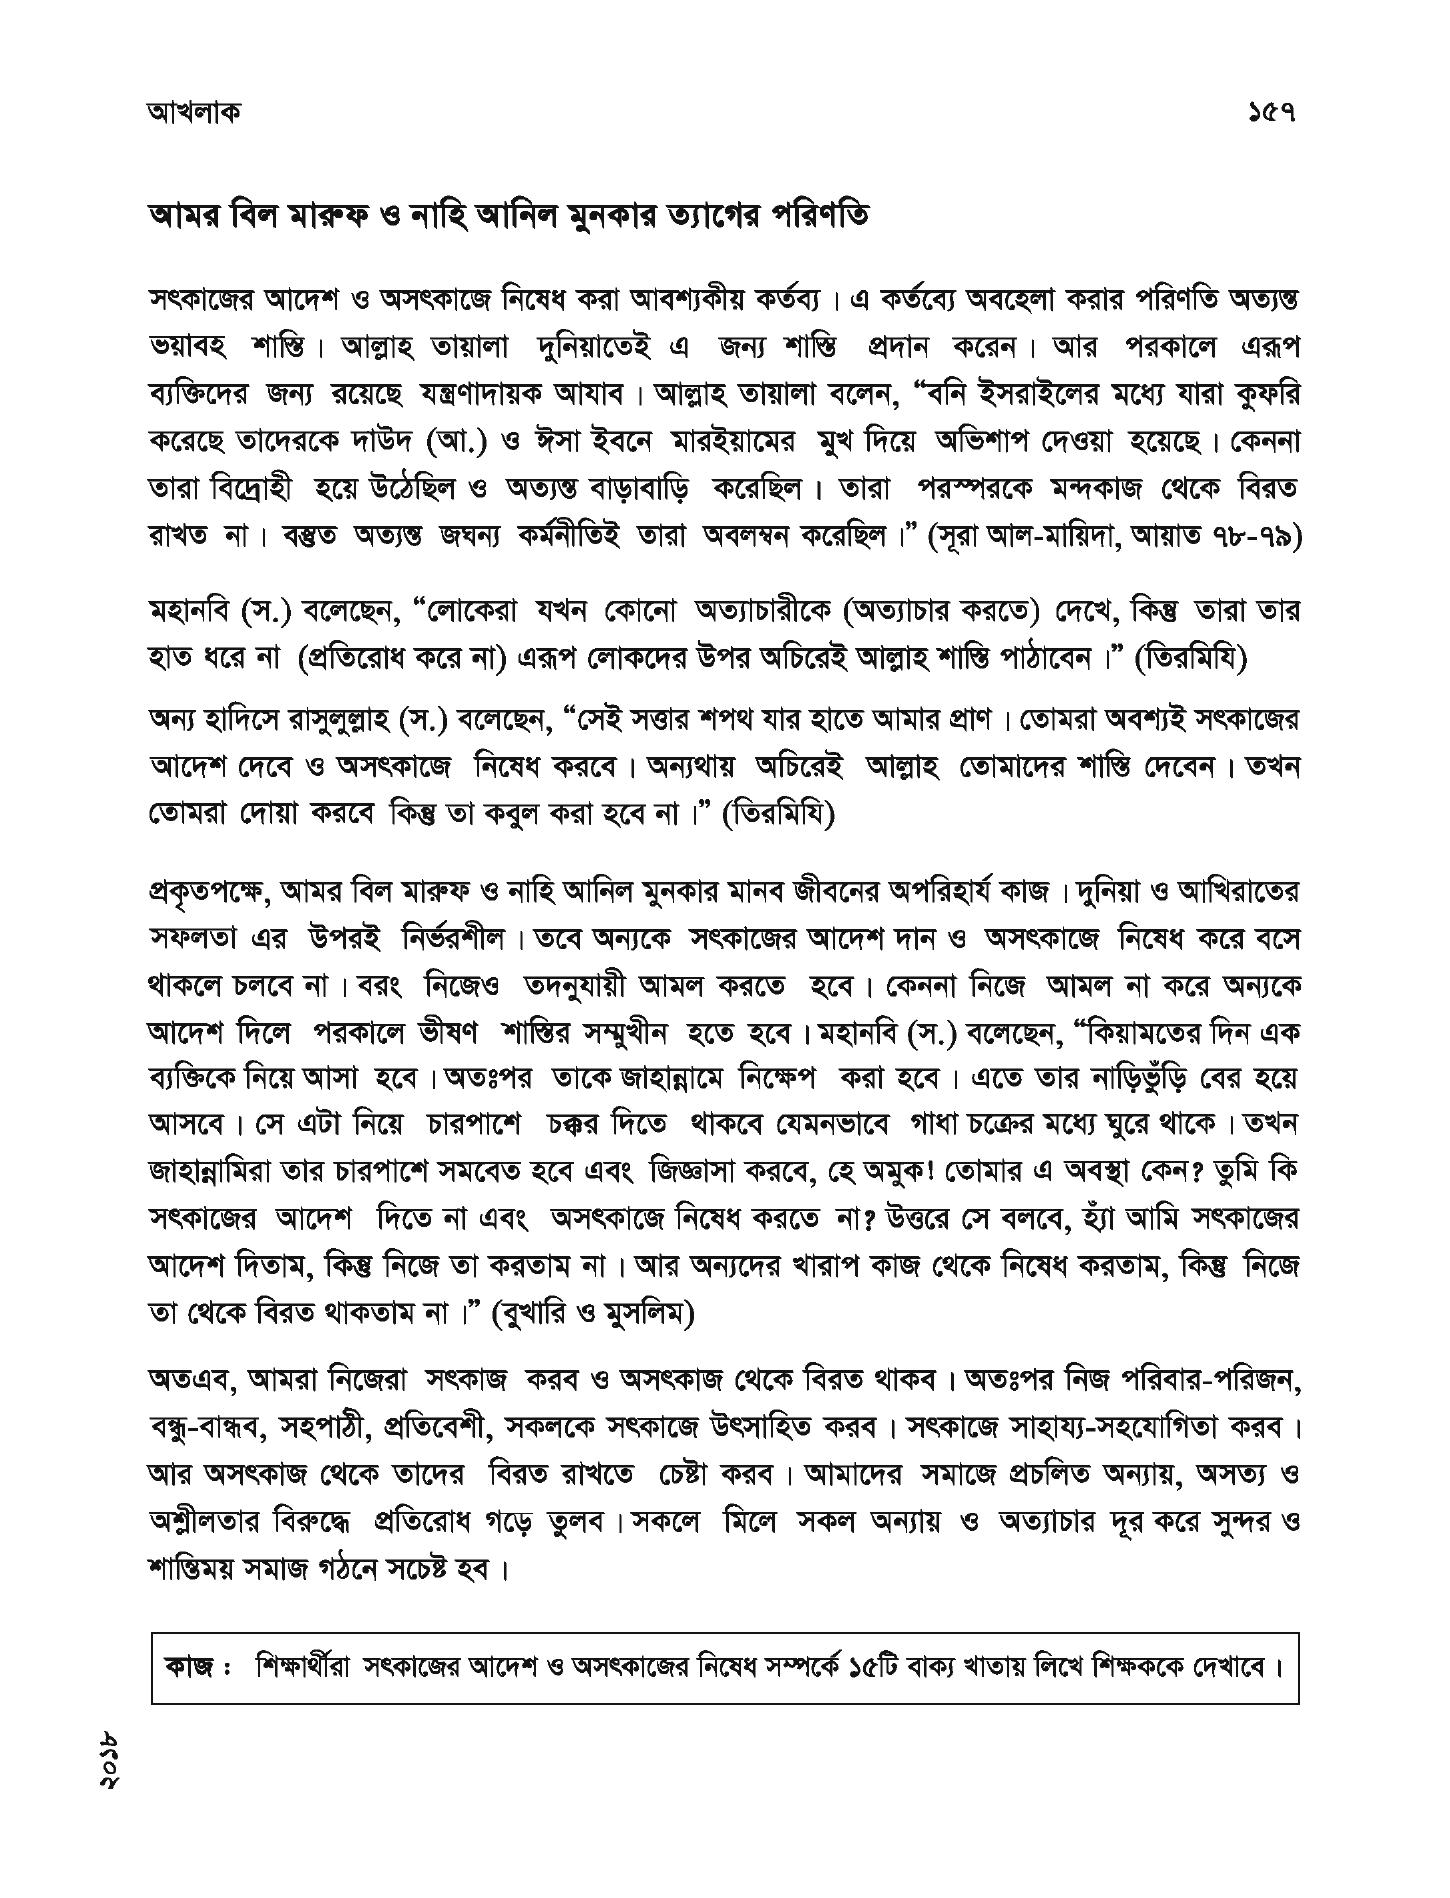 আখলাক ১৫৭
আমর বিল মারুফ ও নাহি আনিল মুনকার ত্যাগের পরিণতি
সৎকাজের আদেশ ও অসৎকাজে নিষেধ করা আবশ্যকীয় কর্তব্য । এ কর্তব্যে অবহেলা করার পরিণতি অত্যন্ত
ভয়াবহ শাস্তি । আল্লাহ তায়ালা দুনিয়াতেই এ জন্য শাস্তি প্রদান করেন । আর পরকালে এরূপ
ব্যক্তিদের জন্য রয়েছে যন্ত্রণাদায়ক আযাব । আল্লাহ তায়ালা বলেন, “বনি ইসরাইলের মধ্যে যারা কুফরি
করেছে তাদেরকে দাউদ (আ.) ও ঈসা ইবনে মারইয়ামের মুখ দিয়ে অভিশাপ দেওয়া হয়েছে । কেননা
তারা বিদ্রোহী হয়ে উঠেছিল ও অত্যন্ত বাড়াবাড়ি করেছিল । তারা পরস্পরকে মন্দকাজ থেকে বিরত
রাখত না । বস্তুত অত্যন্ত জঘন্য কর্মনীতিই তারা অবলম্বন করেছিল ।” (সূরা আল-মায়িদা, আয়াত ৭৮-৭৯)
মহানবি (স.) বলেছেন, “লোকেরা যখন কোনো অত্যাচারীকে (অত্যাচার করতে) দেখে, কিন্তু তারা তার
হাত ধরে না (প্রতিরোধ করে না) এরূপ লোকদের উপর অচিরেই আল্লাহ শাস্তি পাঠাবেন ।” (তিরমিযি)
অন্য হাদিসে রাসুলুল্লাহ (স.) বলেছেন, “সেই সত্তার শপথ যার হাতে আমার প্রাণ । তোমরা অবশ্যই সৎকাজের
আদেশ দেবে ও অসৎকাজে নিষেধ করবে । অন্যথায় অচিরেই আল্লাহ তোমাদের শাস্তি দেবেন । তখন
তোমরা দোয়া করবে কিন্তু তা কবুল করা হবে না ।” (তিরমিযি)
প্রকৃতপক্ষে, আমর বিল মারুফ ও নাহি আনিল মুনকার মানব জীবনের অপরিহার্য কাজ । দুনিয়া ও আখিরাতের
সফলতা এর উপরই নির্ভরশীল । তবে অন্যকে সৎকাজের আদেশ দান ও অসৎকাজে নিষেধ করে বসে
থাকলে চলবে না । বরং নিজেও তদনুযায়ী আমল করতে হবে । কেননা নিজে আমল না করে অন্যকে
আদেশ দিলে পরকালে ভীষণ শাস্তির সম্মুখীন হতে হবে । মহানবি (স.) বলেছেন, “কিয়ামতের দিন এক
ব্যক্তিকে নিয়ে আসা হবে । অতঃপর তাকে জাহান্নামে নিক্ষেপ করা হবে । এতে তার নাড়িভুঁড়ি বের হয়ে
আসবে । সে এটা নিয়ে চারপাশে চক্কর দিতে থাকবে যেমনভাবে গাধা চক্রের মধ্যে ঘুরে থাকে । তখন
জাহান্নামিরা তার চারপাশে সমবেত হবে এবং জিজ্ঞাসা করবে, হে অমুক! তোমার এ অবস্থা কেন? তুমি কি
সৎকাজের আদেশ দিতে না এবং অসৎকাজে নিষেধ করতে না? উত্তরে সে বলবে, হ্যাঁ আমি সৎকাজের
আদেশ দিতাম, কিন্তু নিজে তা করতাম না । আর অন্যদের খারাপ কাজ থেকে নিষেধ করতাম, কিন্তু নিজে
তা থেকে বিরত থাকতাম না ।” (বুখারি ও মুসলিম)
অতএব, আমরা নিজেরা সৎকাজ করব ও অসৎকাজ থেকে বিরত থাকব । অতঃপর নিজ পরিবার-পরিজন,
বন্ধু-বান্ধব, সহপাঠী, প্রতিবেশী, সকলকে সৎকাজে উৎসাহিত করব । সৎকাজে সাহায্য-সহযোগিতা করব ।
আর অসৎকাজ থেকে তাদের বিরত রাখতে চেষ্টা করব । আমাদের সমাজে প্রচলিত অন্যায়, অসত্য ও
অশ্লীলতার বিরুদ্ধে প্রতিরোধ গড়ে তুলব । সকলে মিলে সকল অন্যায় ও অত্যাচার দূর করে সুন্দর ও
শান্তিময় সমাজ গঠনে সচেষ্ট হব ।
কাজ : শিক্ষার্থীরা সৎকাজের আদেশ ও অসৎকাজের নিষেধ সম্পর্কে ১৫টি বাক্য খাতায় লিখে শিক্ষককে দেখাবে ।
২০১৮